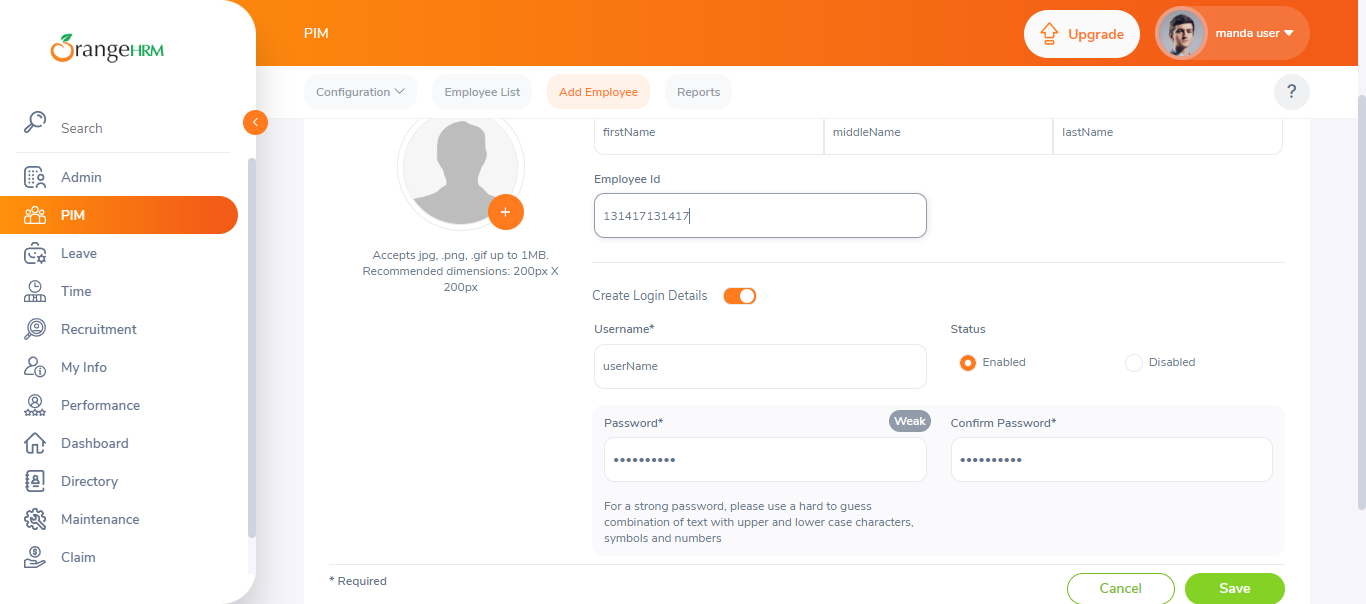 OrangeHRM
PIM
Upgrade
manda user
Configuration
Employee List
Add Employee
Reports
?
Search
Admin
PIM
Leave
Time
Recruitment
My Info
Performance
Dashboard
Directory
Maintenance
Claim
firstName
middleName
lastName
Employee Id
131417131417
+
Accepts jpg, .png, .gif up to 1MB.
Recommended dimensions: 200px X
200px
Create Login Details
Username*
userName
Status
Enabled
Disabled
Password*
Weak
••••••••••
Confirm Password*
••••••••••
For a strong password, please use a hard to guess
combination of text with upper and lower case characters,
symbols and numbers
* Required
Cancel
Save